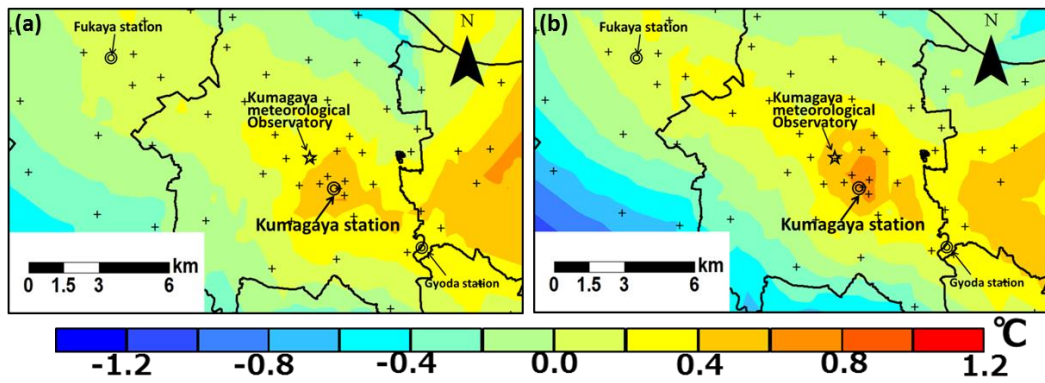 (a)
Fukaya station
N
Kumagaya
meteorological
Observatory
Kumagaya station
km
0 1.5 3 6
Gyoda station
(b)
Fukaya station
N
Kumagaya
meteorological
Observatory
Kumagaya station
km
0 1.5 3 6
Gyoda station
℃
-1.2 -0.8 -0.4 0.0 0.4 0.8 1.2